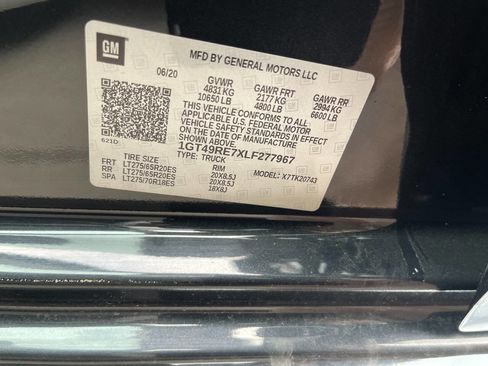 GM
MFD BY GENERAL MOTORS LLC
06/20 GVWR GAWR FRT GAWR RR
4831 KG 2177 KG 2994 KG
10650 LB 4800 LB 6600 LB
THIS VEHICLE CONFORMS TO ALL
APPLICABLE U.S. FEDERAL MOTOR
VEHICLE SAFETY STANDARDS IN EFFECT ON
THE DATE OF MANUFACTURE SHOWN ABOVE.
621D 1GT49RE7XLF277967
TYPE: TRUCK MODEL: X7TK20743
TIRE SIZE RIM
FRT LT275/65R20ES 20X8.5J
RR LT275/65R20ES 20X8.5J
SPA LT275/70R18ES 18X8J